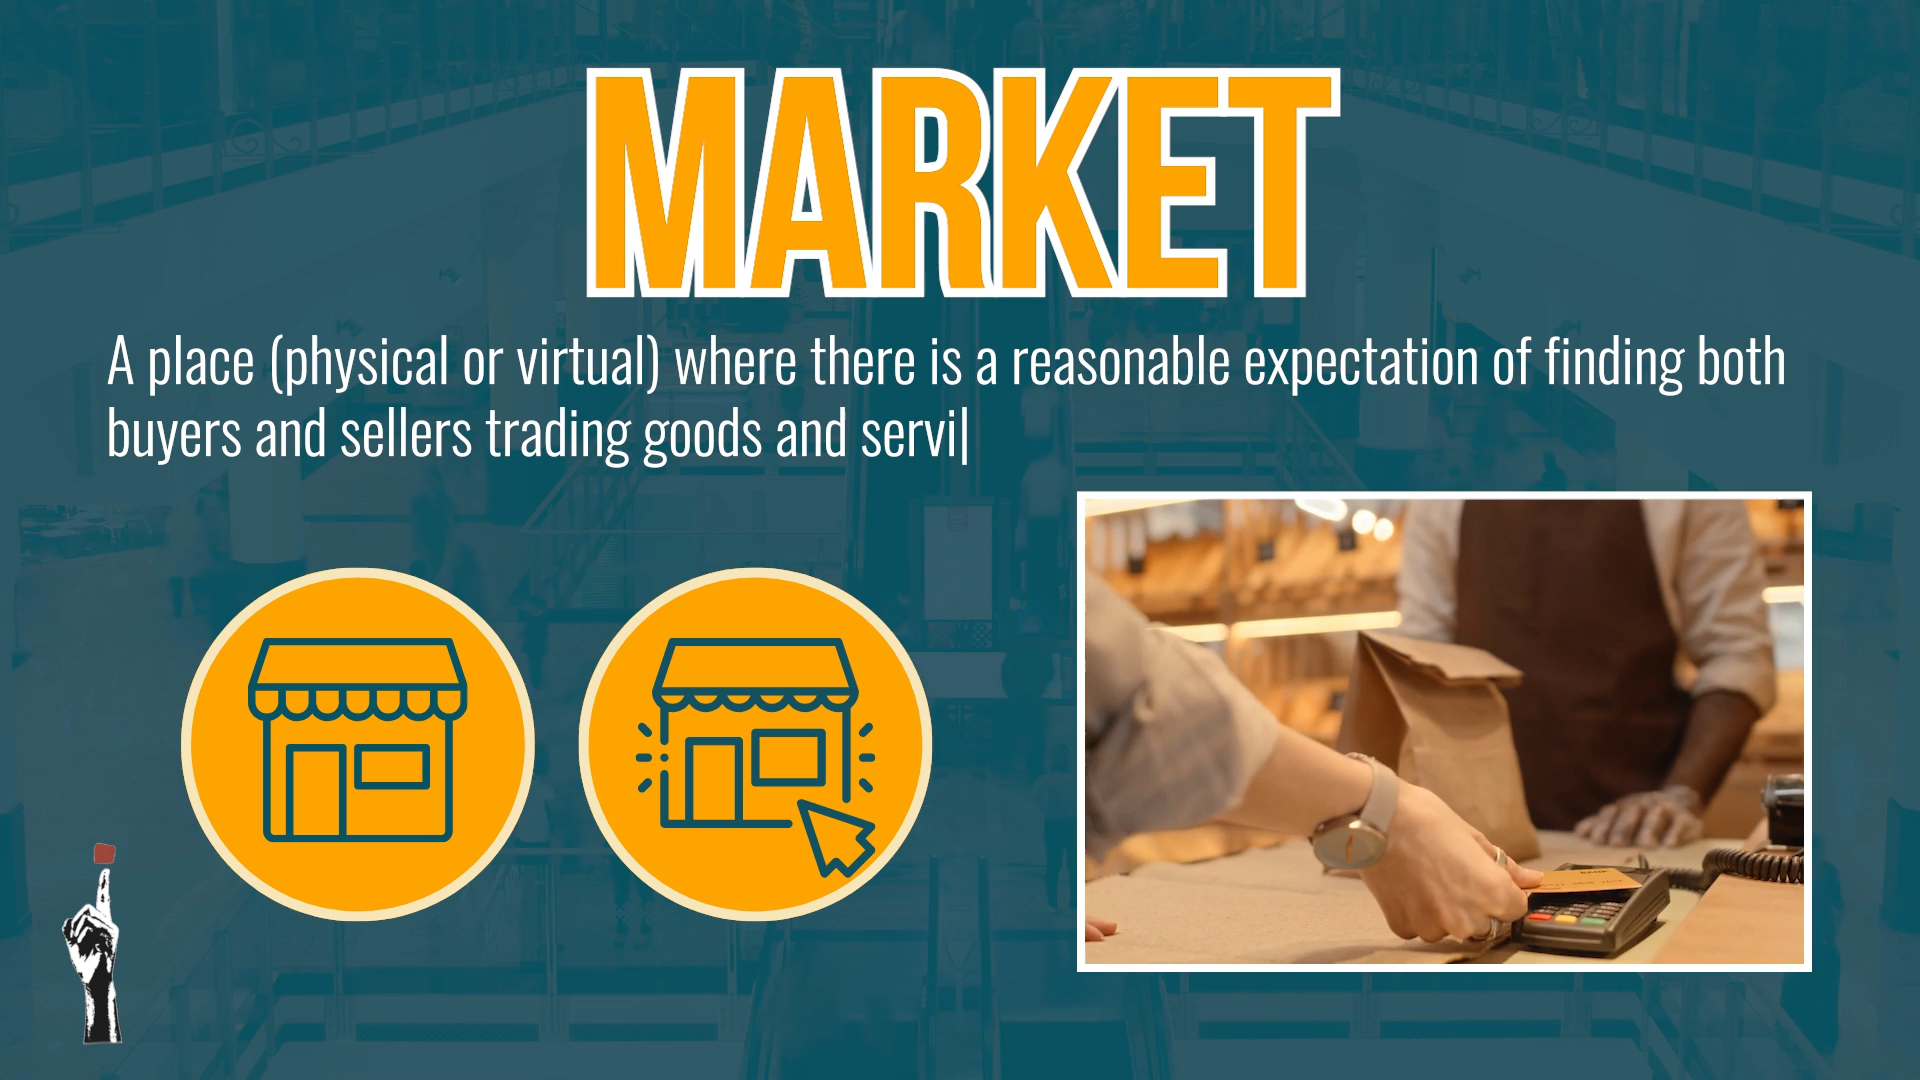 MARKET
A place (physical or virtual) where there is a reasonable expectation of finding both
buyers and sellers trading goods and servi|